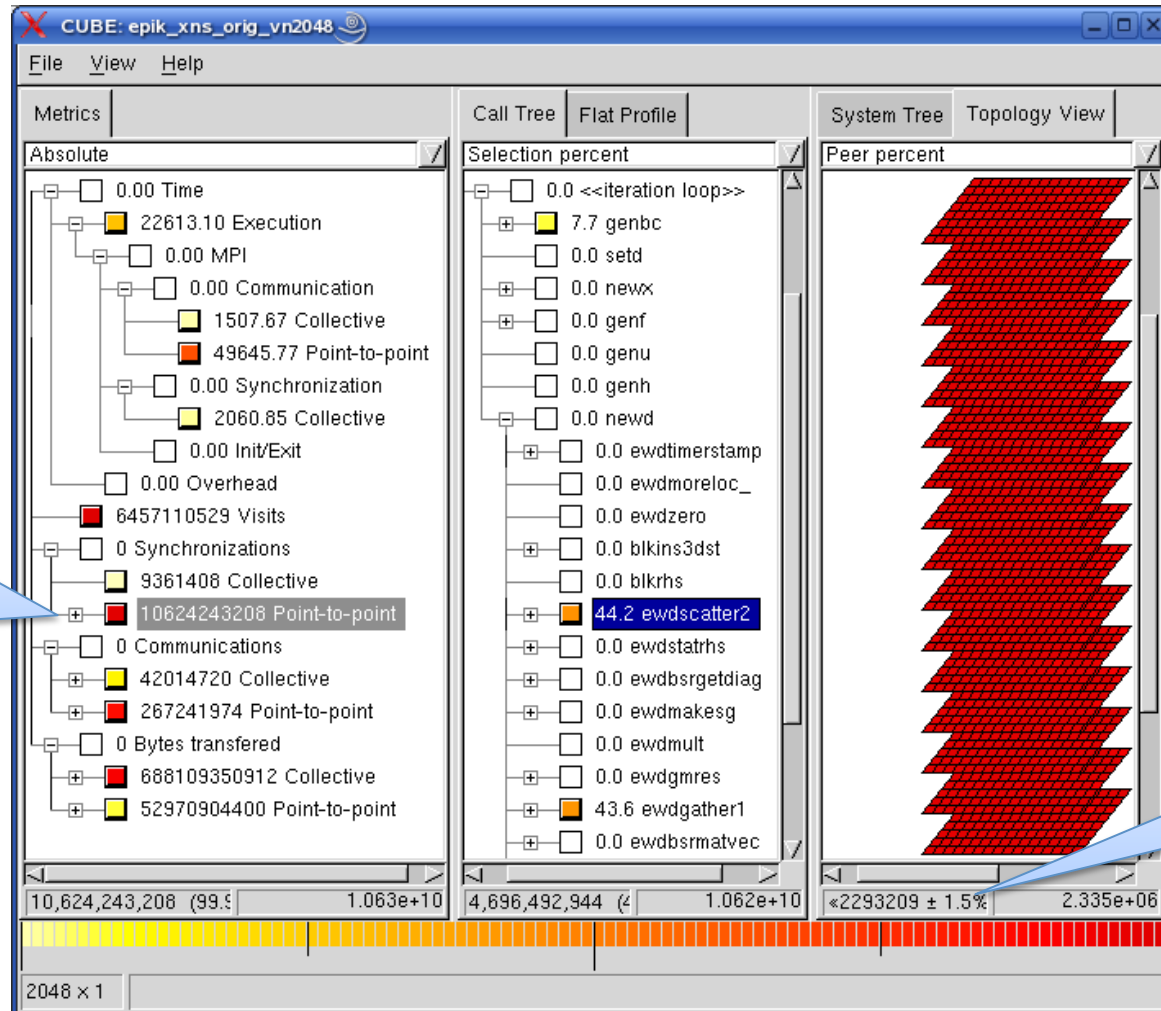 CUBE: epik_xns_orig_vn2048
File View Help
Metrics
Absolute
0.00 Time
22613.10 Execution
0.00 MPI
0.00 Communication
1507.67 Collective
49645.77 Point-to-point
0.00 Synchronization
2060.85 Collective
0.00 Init/Exit
0.00 Overhead
6457110529 Visits
0 Synchronizations
9361408 Collective
10624243208 Point-to-point
0 Communications
42014720 Collective
267241974 Point-to-point
0 Bytes transfered
688109350912 Collective
52970904400 Point-to-point
10,624,243,208 (99.9 1.063e+10
Call Tree Flat Profile
Selection percent
0.0 <<iteration loop>>
7.7 genbc
0.0 setd
0.0 newx
0.0 genf
0.0 genu
0.0 genh
0.0 newd
0.0 ewdtimerstamp
0.0 ewdmoreloc_
0.0 ewdzero
0.0 blkins3dst
0.0 blkrhs
44.2 ewdscatter2
0.0 ewdstatrhs
0.0 ewdbsrgetdiag
0.0 ewdmakesg
0.0 ewdmult
0.0 ewdgmres
43.6 ewdgather1
0.0 ewdbsrmatvec
4,696,492,944 (4 1.062e+10
System Tree Topology View
Peer percent
«2293209 ± 1.5% 2.335e+06
2048 x 1